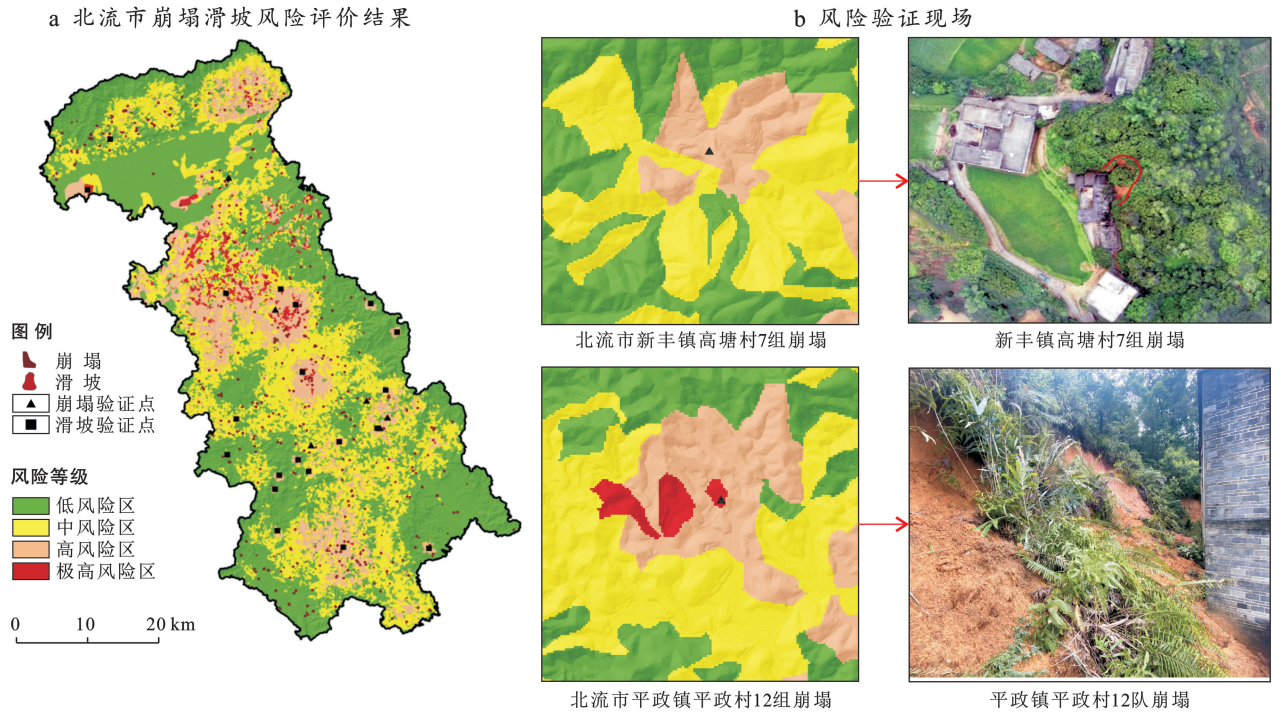 a 北流市崩塌滑坡风险评价结果
b 风险验证现场
北流市新丰镇高塘村7组崩塌
新丰镇高塘村7组崩塌
图例
崩塌
滑坡
崩塌验证点
滑坡验证点
风险等级
低风险区
中风险区
高风险区
极高风险区
0 10 20 km
北流市平政镇平政村12组崩塌
平政镇平政村12队崩塌